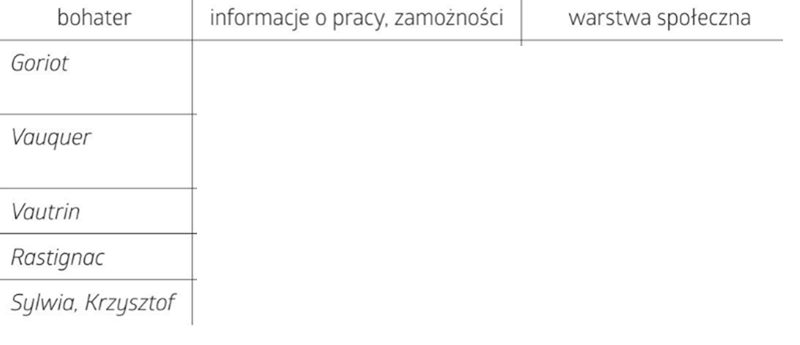 bohater informacje o pracy, zamożności warstwa społeczna
Goriot
Vauquer
Vautrin
Rastignac
Sylwia, Krzysztof